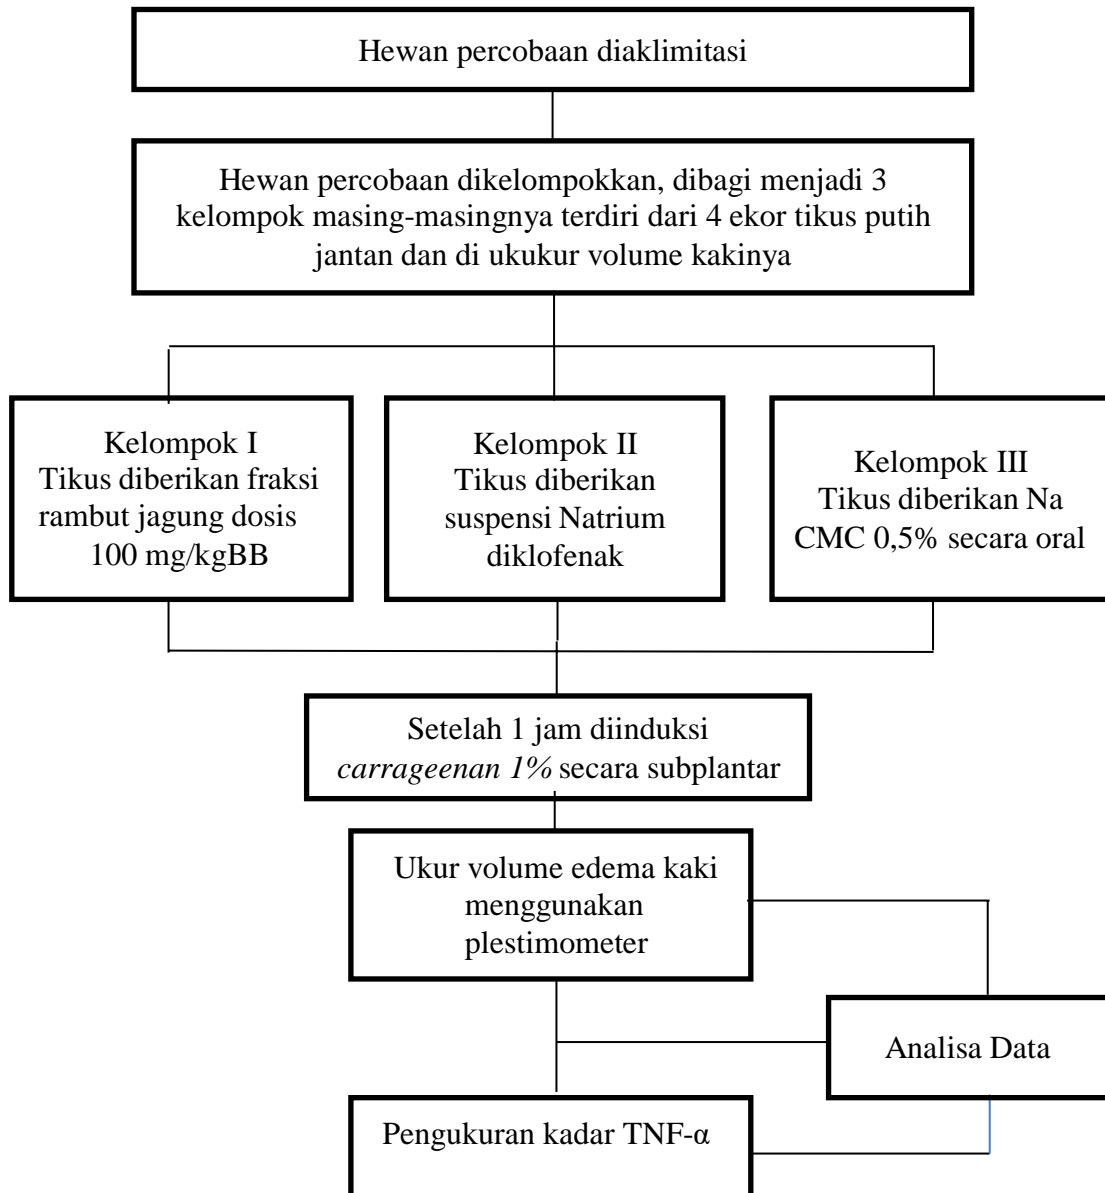 Hewan percobaan diaklimitasi
Hewan percobaan dikelompokkan, dibagi menjadi 3
kelompok masing-masingnya terdiri dari 4 ekor tikus putih
jantan dan di ukukur volume kakinya
Kelompok I
Tikus diberikan fraksi
rambut jagung dosis
100 mg/kgBB
Kelompok II
Tikus diberikan
suspensi Natrium
diklofenak
Kelompok III
Tikus diberikan Na
CMC 0,5% secara oral
Setelah 1 jam diinduksi
carrageenan 1% secara subplantar
Ukur volume edema kaki
menggunakan
plestimometer
Analisa Data
Pengukuran kadar TNF-α